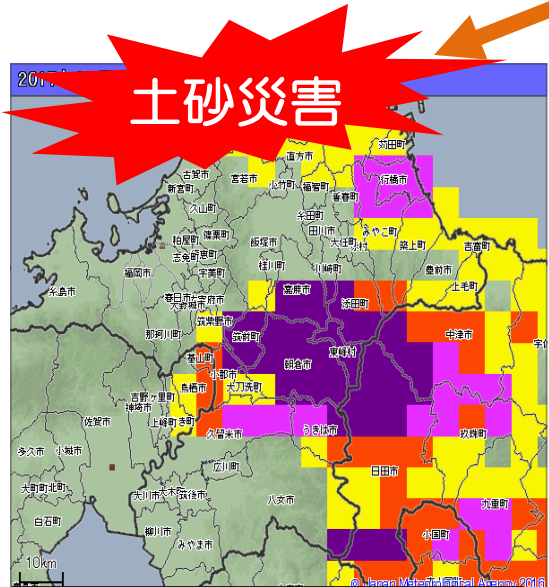 土砂災害
苅田町
直方市
古賀市
宮若市
行橋市
新宮町
小竹町
福智町
香春町
久山町
糸田町
篠栗町
田川市
みやこ町
粕屋町
飯塚市
大任町
築上町
吉富町
志免町
福岡市
宇美町
桂川町
川崎町
豊前市
糸島市
上毛町
嘉麻市
添田町
那珂川町
筑紫野市
筑前町
中津市
基山町
東峰村
朝倉市
小郡市
鳥栖市
大刀洗町
吉野ヶ里町
神埼市
佐賀市
上峰町
久留米市
うきは市
玖珠町
多久市
小城市
広川町
日田市
大町町
大川市
筑後市
八女市
九重町
白石町
柳川市
小国町
みやま市
10km
© Japan Meteorological Agency 2016